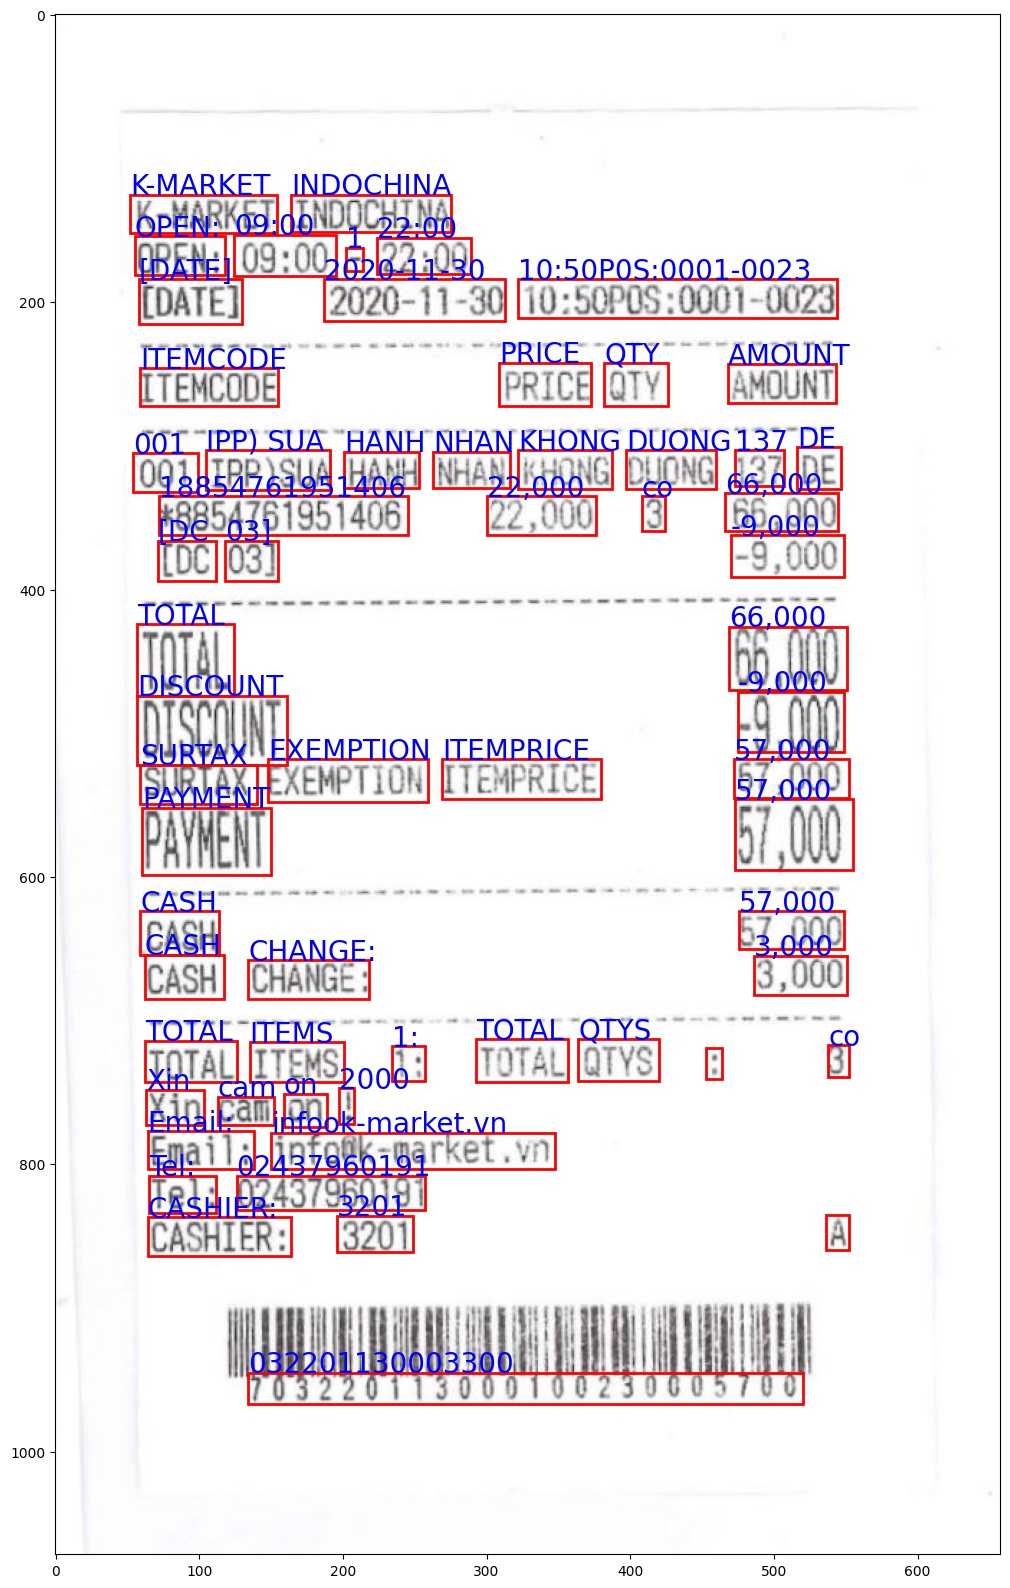 0
K-MARKET INDOCHINA
K-MARKET INDOCHINA
OPEN: 09:00 1 22:00
OPEN: 09:00 - 22:00
[DATE] 2020-11-30 10:50P0S:0001-0023
200
[DATE] 2020-11-30 10:50POS:0001-0023
ITEMCODE PRICE QTY AMOUNT
ITEMCODE PRICE QTY AMOUNT
001 IPP) SUA HANH NHAN KHONG DUONG 137 DE
001 IPP)SUA HANH NHAN KHONG DUONG 137 DE
18854761951406 22,000 co 66,000
*8854761951406 22,000 3 66,000
[DC 03] -9,000
[DC 03] -9,000
400
TOTAL 66,000
TOTAL 66,000
DISCOUNT -9,000
DISCOUNT -9,000
SURTAX EXEMPTION ITEMPRICE 57,000
SURTAX EXEMPTION ITEMPRICE 57,000
PAYMENT 57,000
PAYMENT 57,000
600
CASH 57,000
CASH 57,000
CASH CHANGE: 3,000
CASH CHANGE: 3,000
TOTAL ITEMS 1: TOTAL QTYS co
TOTAL ITEMS 1: TOTAL QTYS : 3
Xin cam on 2000
Xin cam on !
Email: infook-market.vn
800
Email: info@k-market.vn
Tel: 02437960191
Tel: 02437960191
CASHIER: 3201
CASHIER: 3201 A
032201130003300
703220113000100230005700
1000
0 100 200 300 400 500 600